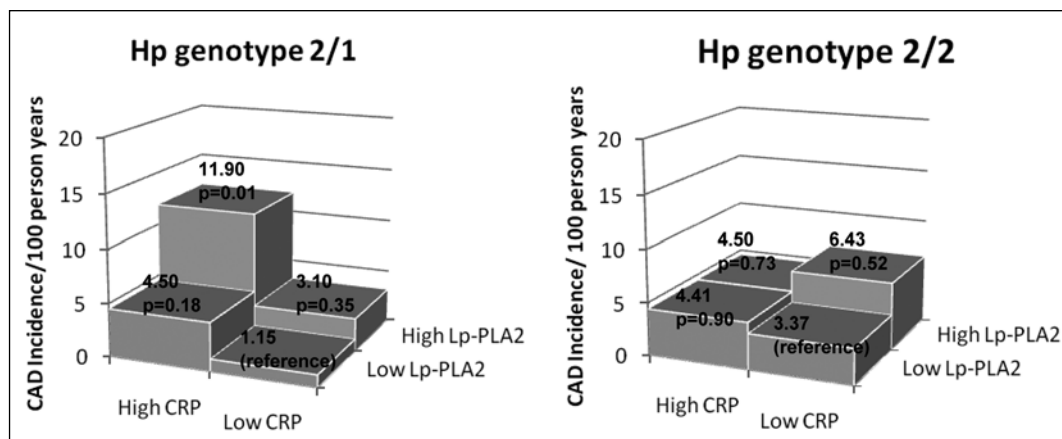 Hp genotype 2/1
CAD Incidence/100 person years
20
15
10
5
0
11.90
p=0.01
4.50
p=0.18
3.10
p=0.35
1.15
(reference)
High CRP
Low CRP
High Lp-PLA2
Low Lp-PLA2
Hp genotype 2/2
CAD Incidence/ 100 person years
20
15
10
5
0
4.50
p=0.73
6.43
p=0.52
4.41
p=0.90
3.37
(reference)
High CRP
Low CRP
High Lp-PLA2
Low Lp-PLA2